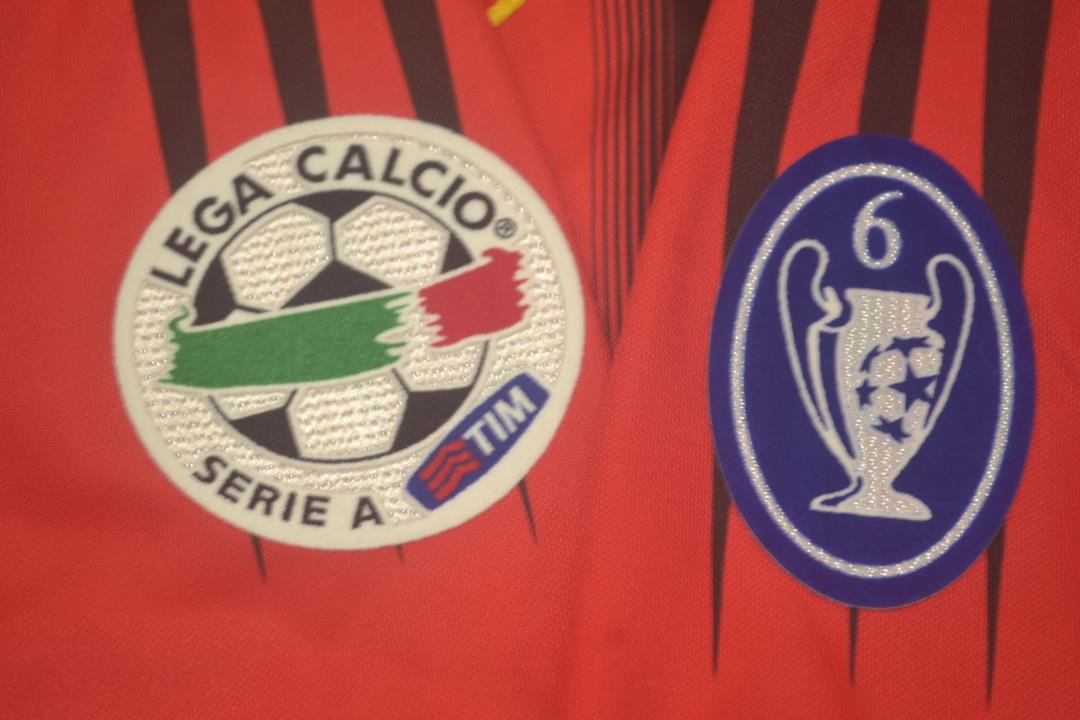 LEGA CALCIO®
SERIE A
TIM
6